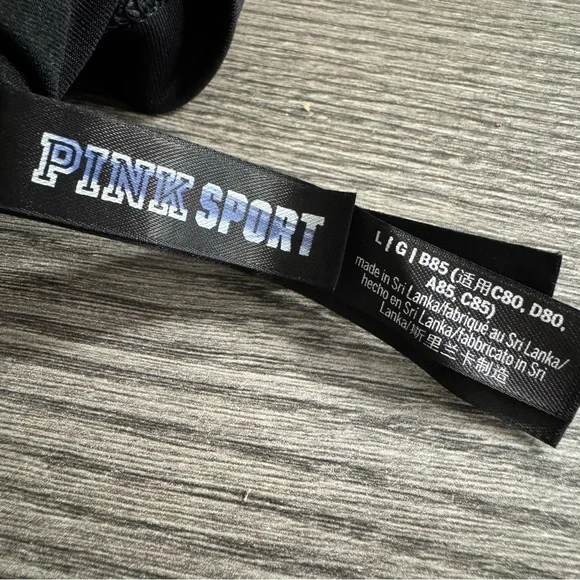 PINK SPORT
L | G | B85 (适用C80, D80,
A85, C85)
made in Sri Lanka/fabriqué au Sri Lanka/
hecho en Sri Lanka/fabbricato in Sri
Lanka/斯里兰卡制造